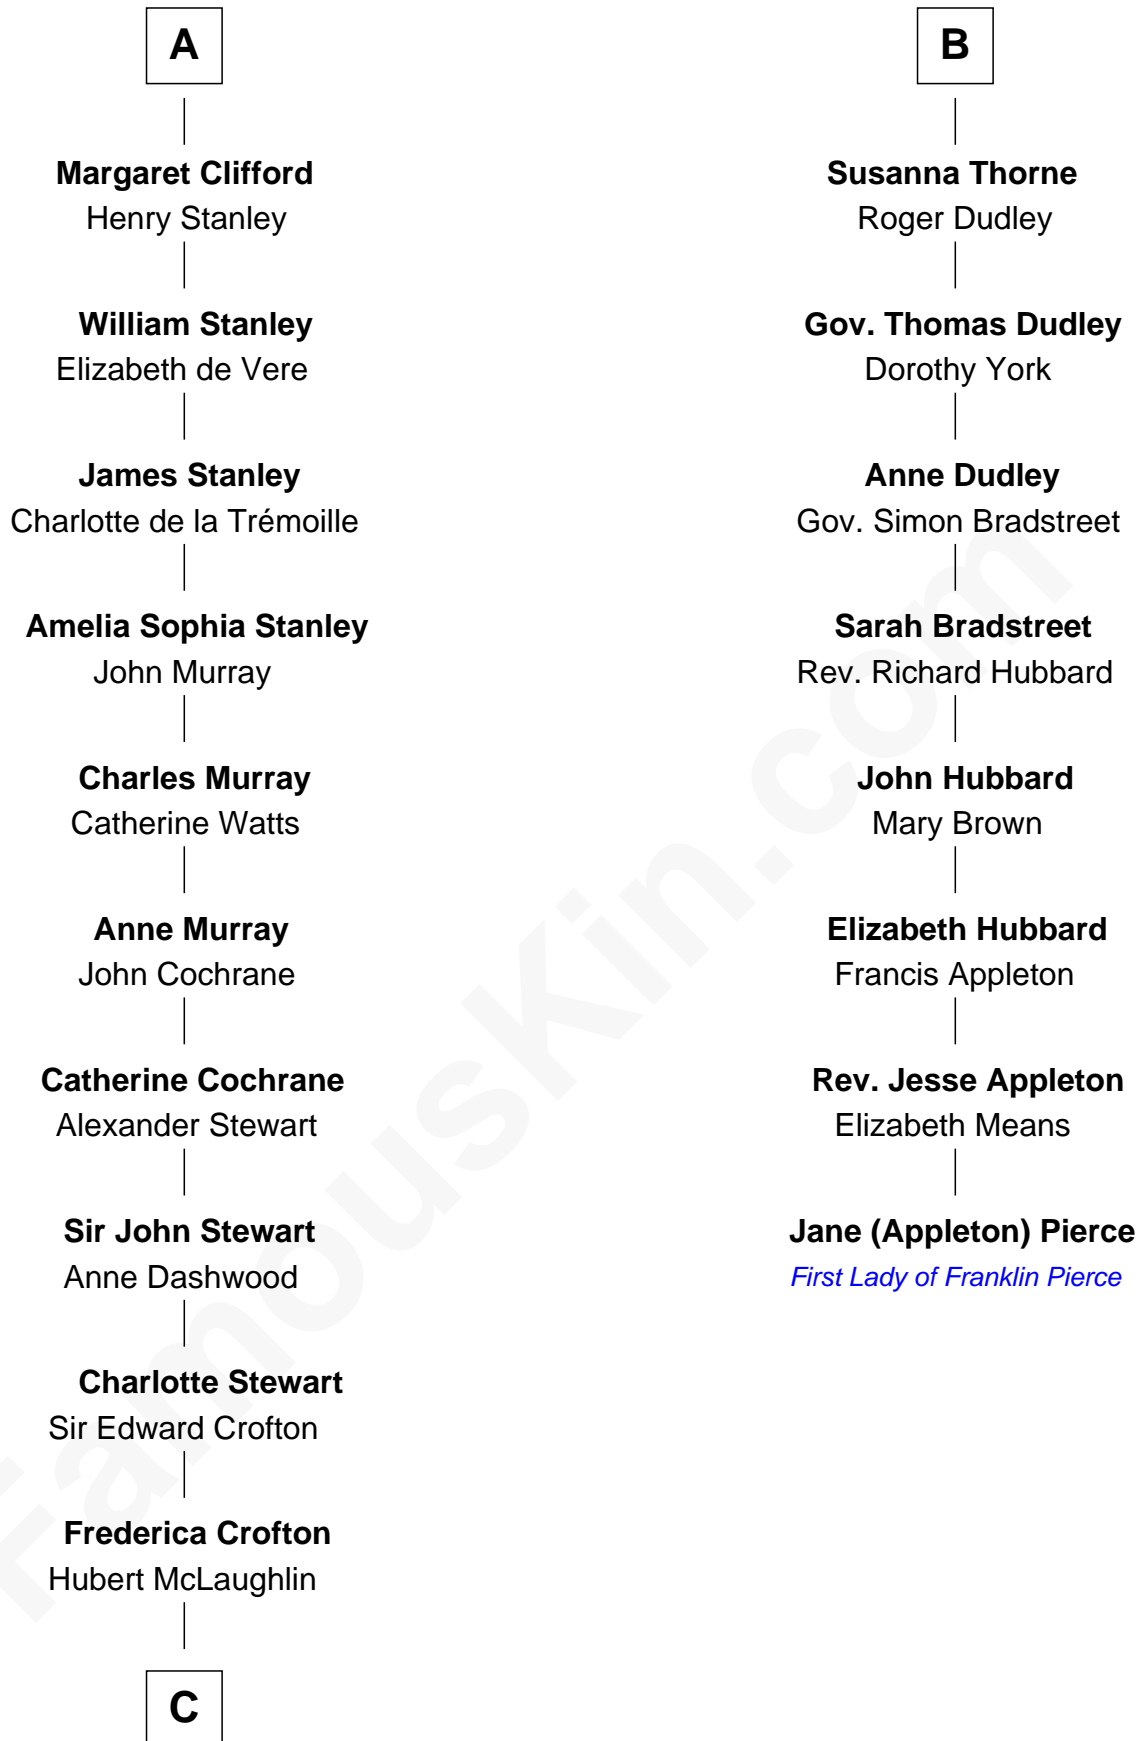 A
Margaret Clifford
Henry Stanley
William Stanley
Elizabeth de Vere
James Stanley
Charlotte de la Trémoille
Amelia Sophia Stanley
John Murray
Charles Murray
Catherine Watts
Anne Murray
John Cochrane
Catherine Cochrane
Alexander Stewart
Sir John Stewart
Anne Dashwood
Charlotte Stewart
Sir Edward Crofton
Frederica Crofton
Hubert McLaughlin
C
B
Susanna Thorne
Roger Dudley
Gov. Thomas Dudley
Dorothy York
Anne Dudley
Gov. Simon Bradstreet
Sarah Bradstreet
Rev. Richard Hubbard
John Hubbard
Mary Brown
Elizabeth Hubbard
Francis Appleton
Rev. Jesse Appleton
Elizabeth Means
Jane (Appleton) Pierce
First Lady of Franklin Pierce
FamousKin.com